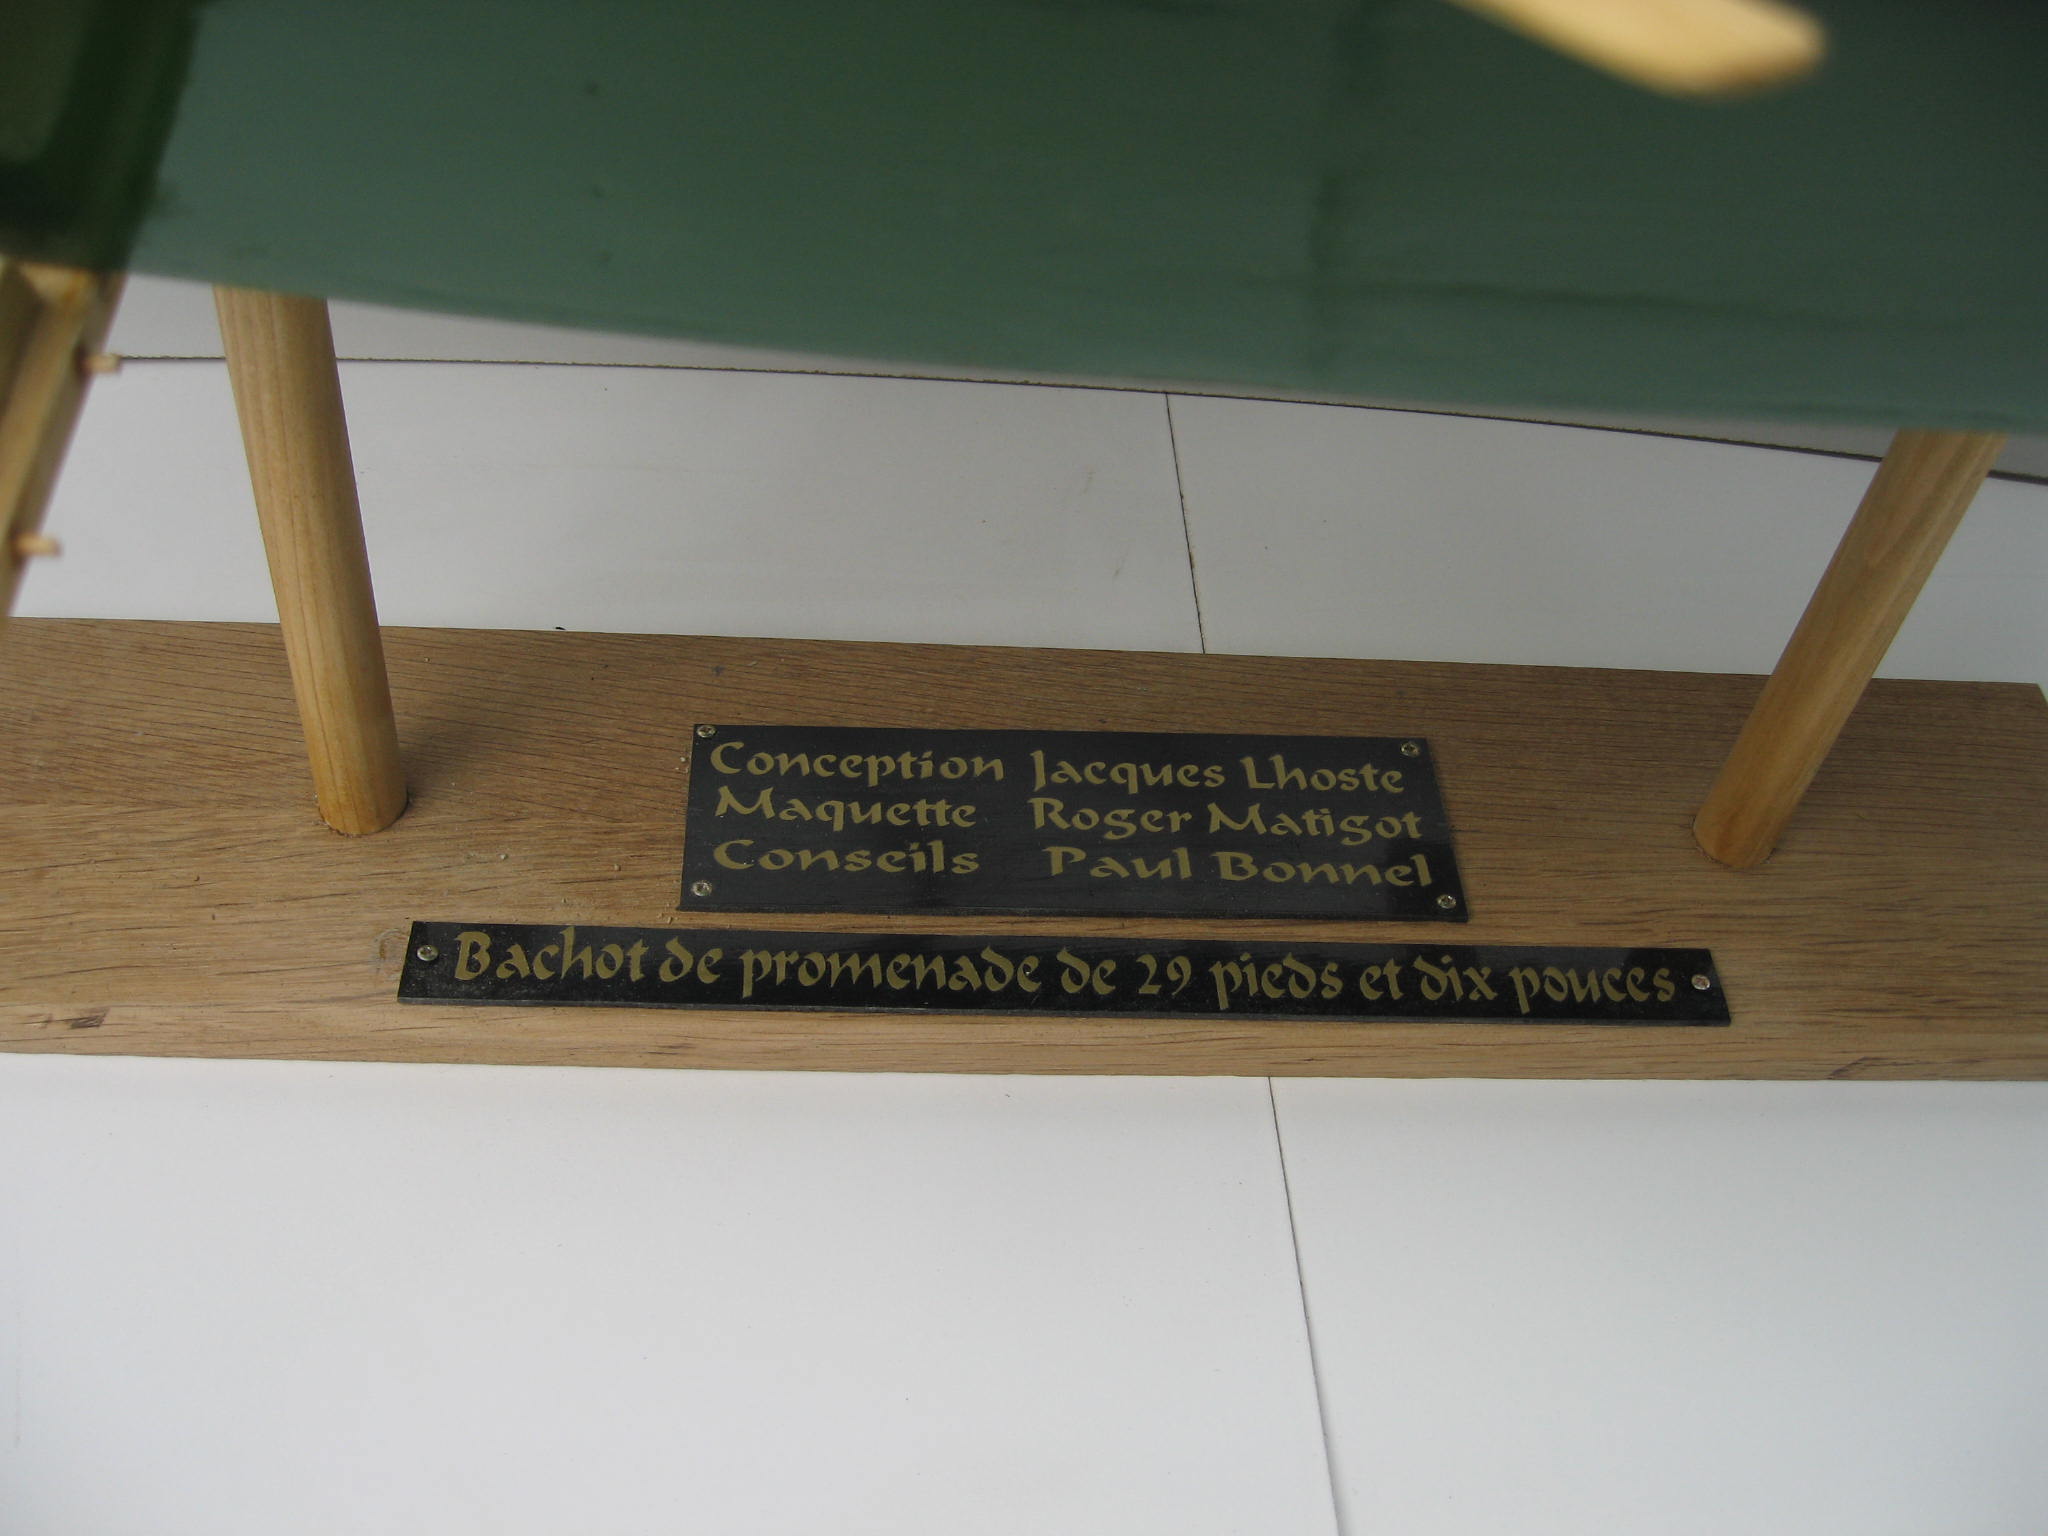 Conception Jacques Lhoste
Maquette Roger Matigot
Conseils Paul Bonnel
Bachot de promenade de 29 pieds et dix pouces